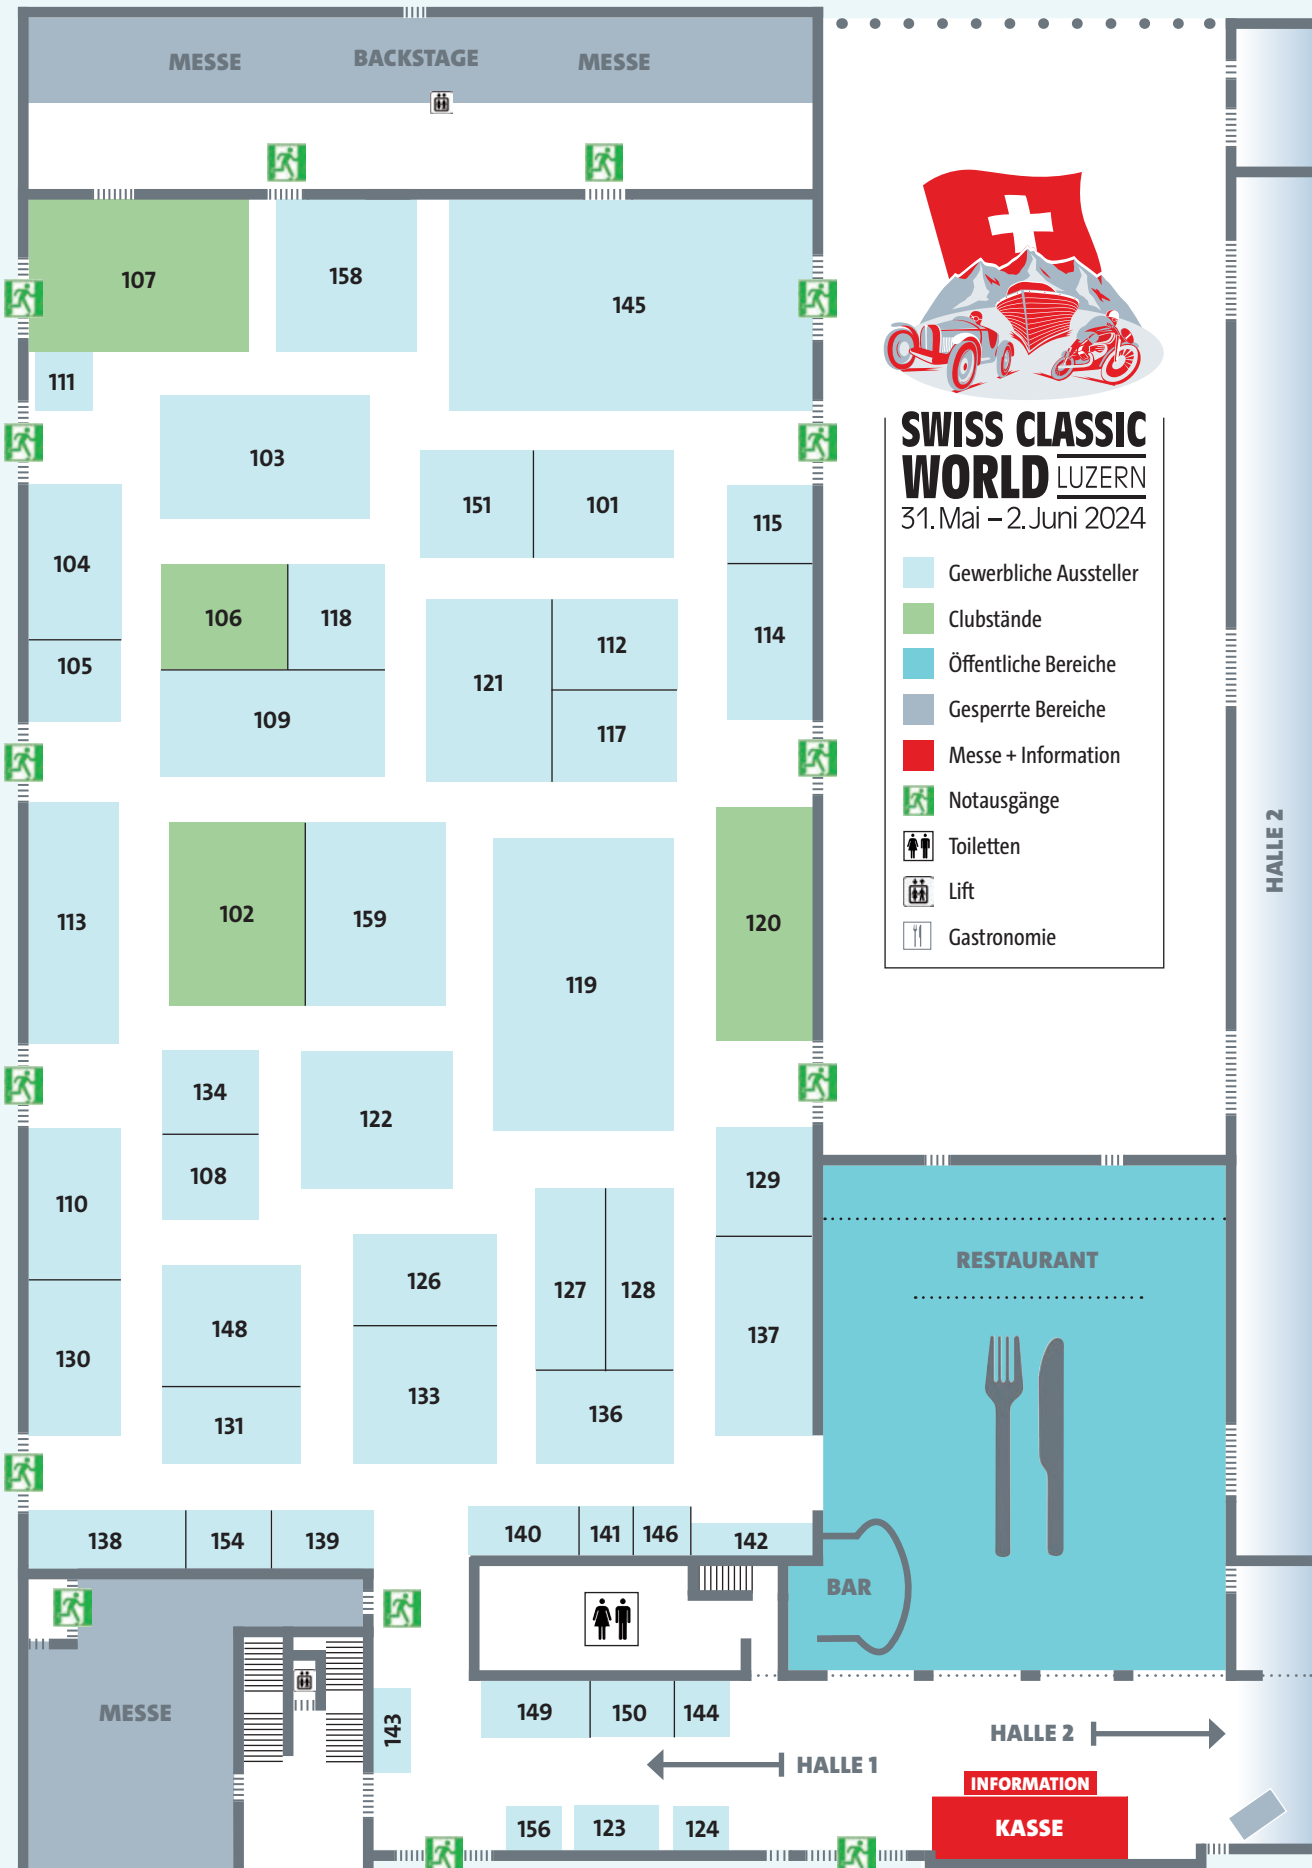 MESSE
BACKSTAGE
MESSE
107
158
145
111
103
151
101
115
104
106
118
112
114
105
121
109
117
113
102
159
119
120
134
122
108
129
110
126
127
128
148
137
130
133
131
136
138
154
139
140
141
146
142
MESSE
143
149
150
144
156
123
124
SWISS CLASSIC
WORLD LUZERN
31. Mai – 2. Juni 2024
Gewerbliche Aussteller
Clubstände
Öffentliche Bereiche
Gesperrte Bereiche
Messe + Information
Notausgänge
Toiletten
Lift
Gastronomie
HALLE 2
RESTAURANT
BAR
HALLE 2
HALLE 1
INFORMATION
KASSE